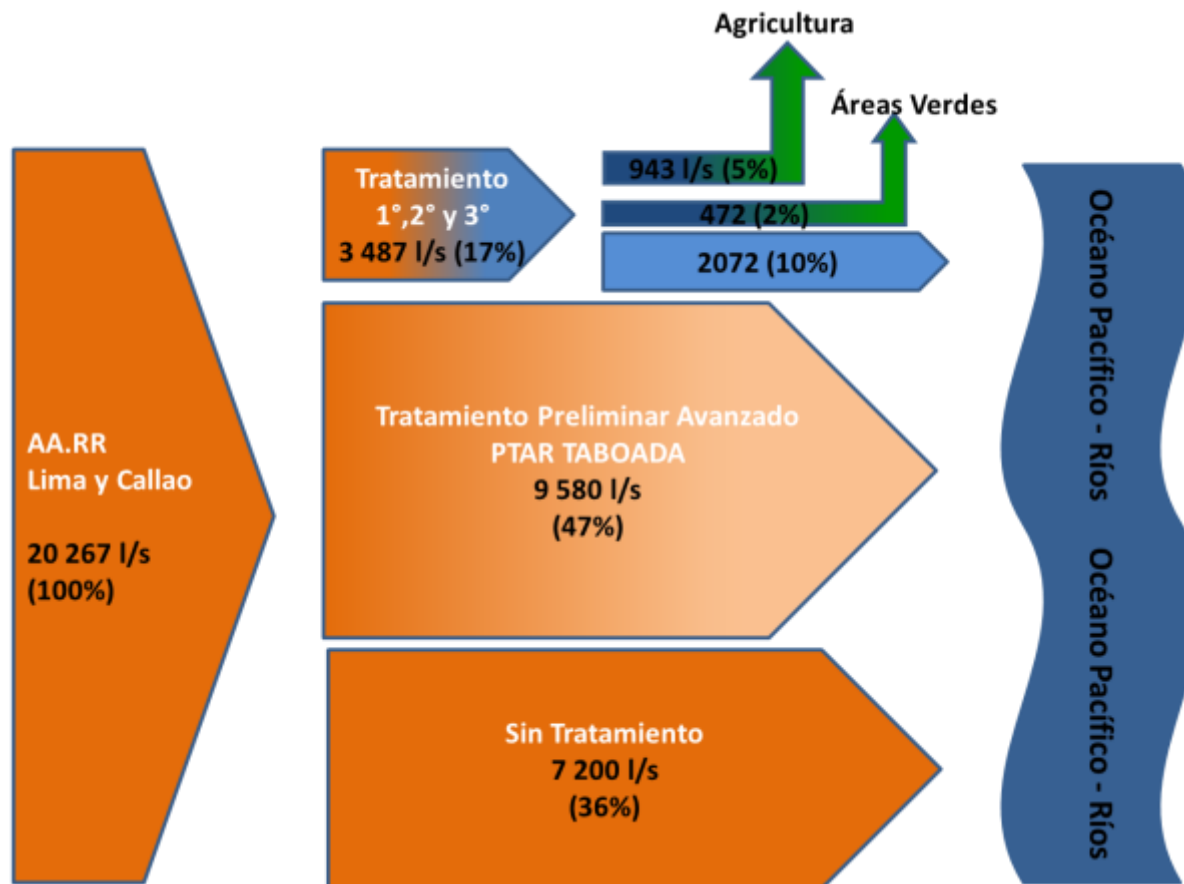 Agricultura
Áreas Verdes
943 l/s (5%)
472 (2%)
2072 (10%)
Tratamiento
1°,2° y 3°
3 487 l/s (17%)
Tratamiento Preliminar Avanzado
PTAR TABOADA
9 580 l/s
(47%)
AA.RR
Lima y Callao
20 267 l/s
(100%)
Sin Tratamiento
7 200 l/s
(36%)
Océano Pacífico - Ríos
Océano Pacífico - Ríos